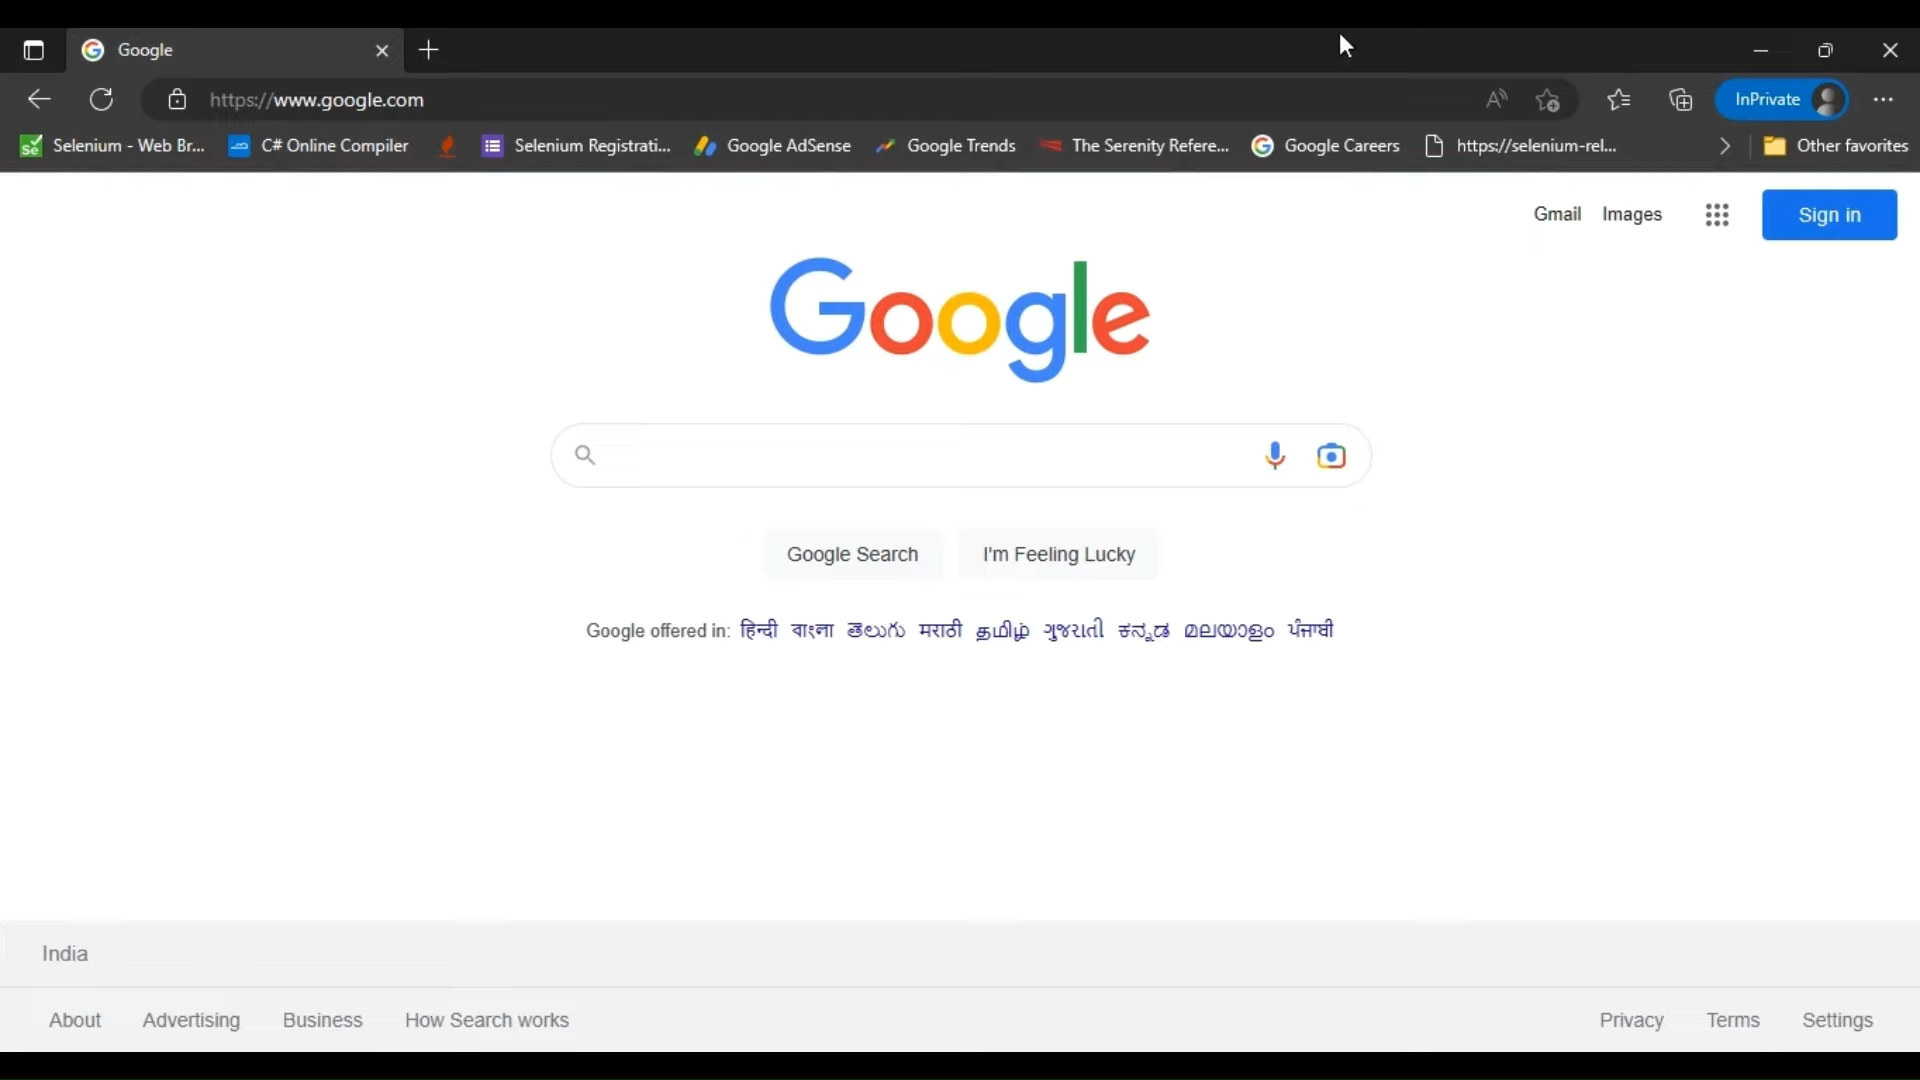 Google
https://www.google.com
InPrivate
Selenium - Web Br... C# Online Compiler Selenium Registrati... Google AdSense Google Trends The Serenity Refere... Google Careers https://selenium-rel... Other favorites
Gmail Images Sign in
Google
Google Search I'm Feeling Lucky
Google offered in: हिन्दी বাংলা తెలుగు मराठी தமிழ் ગુજરાતી ಕನ್ನಡ മലയാളം ਪੰਜਾਬੀ
India
About Advertising Business How Search works Privacy Terms Settings